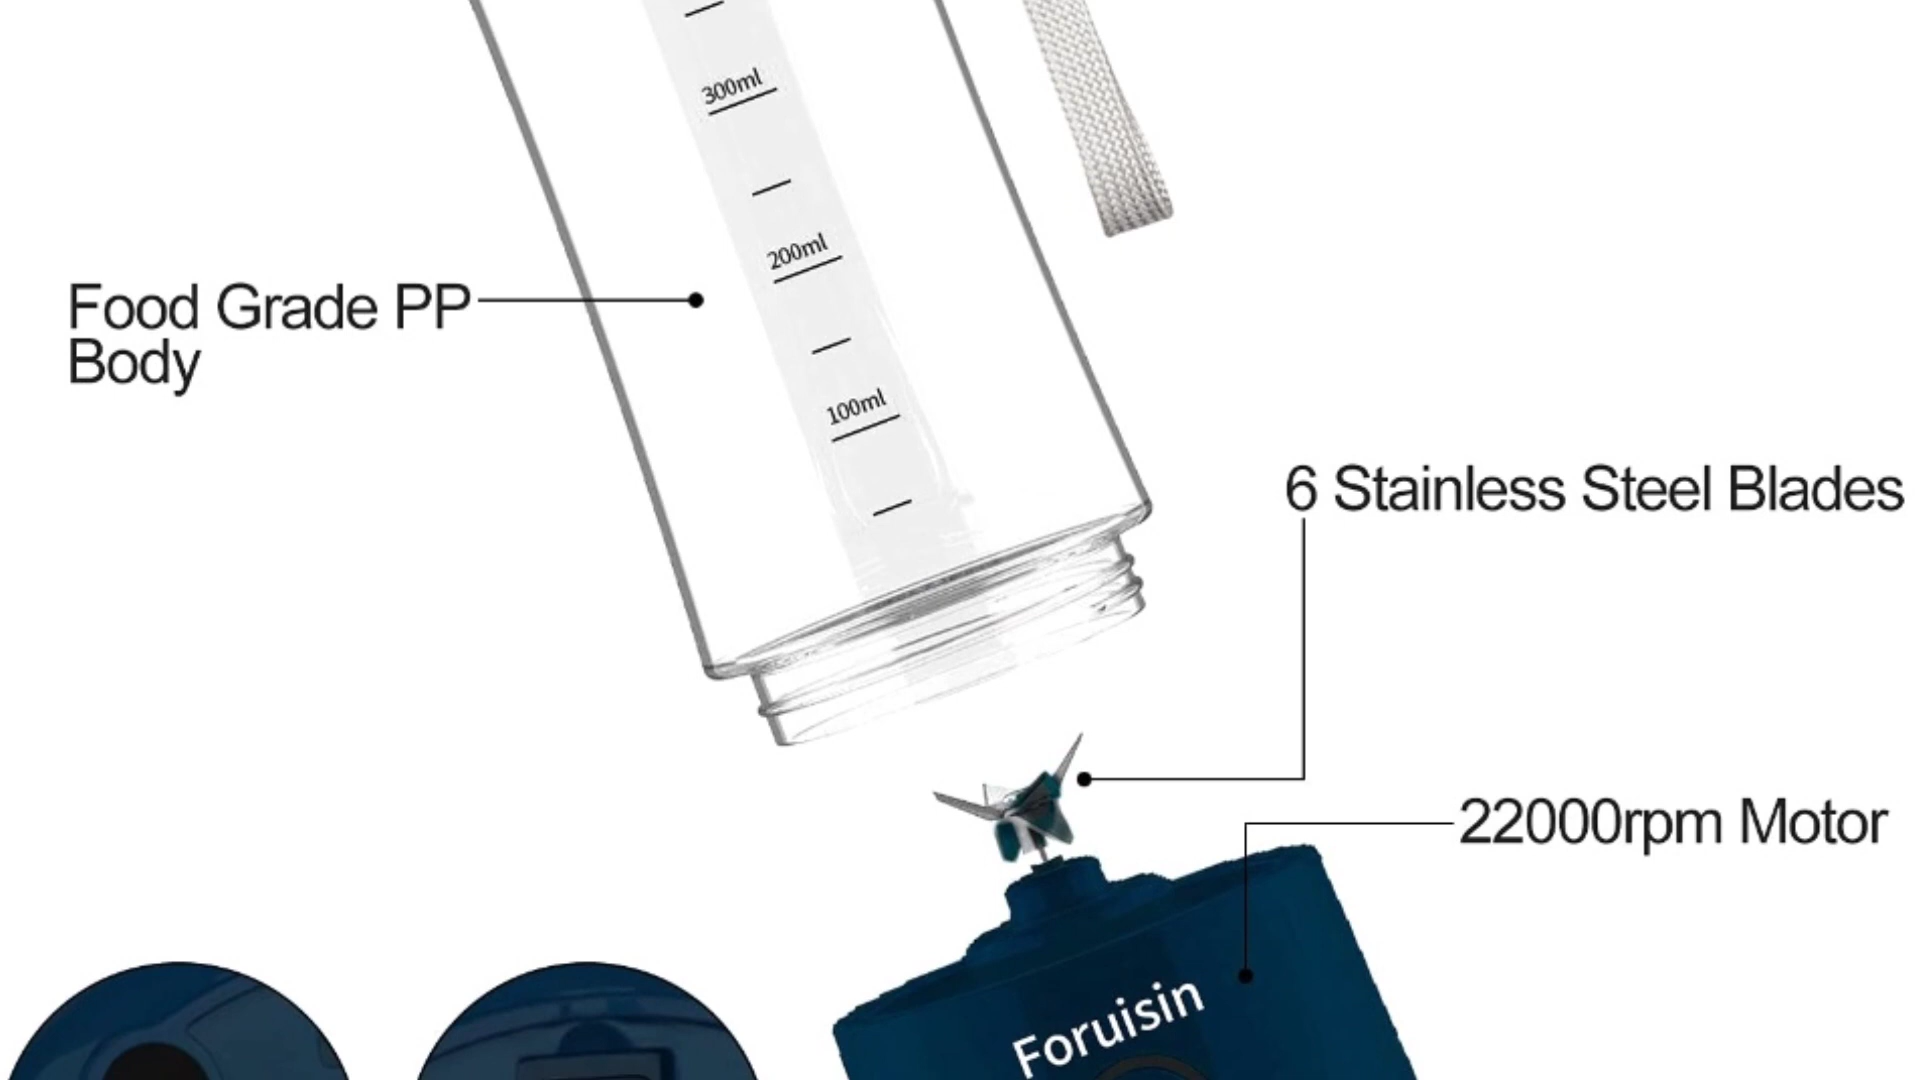 300ml
200ml
Food Grade PP
Body
100ml
6 Stainless Steel Blades
22000rpm Motor
Foruisin